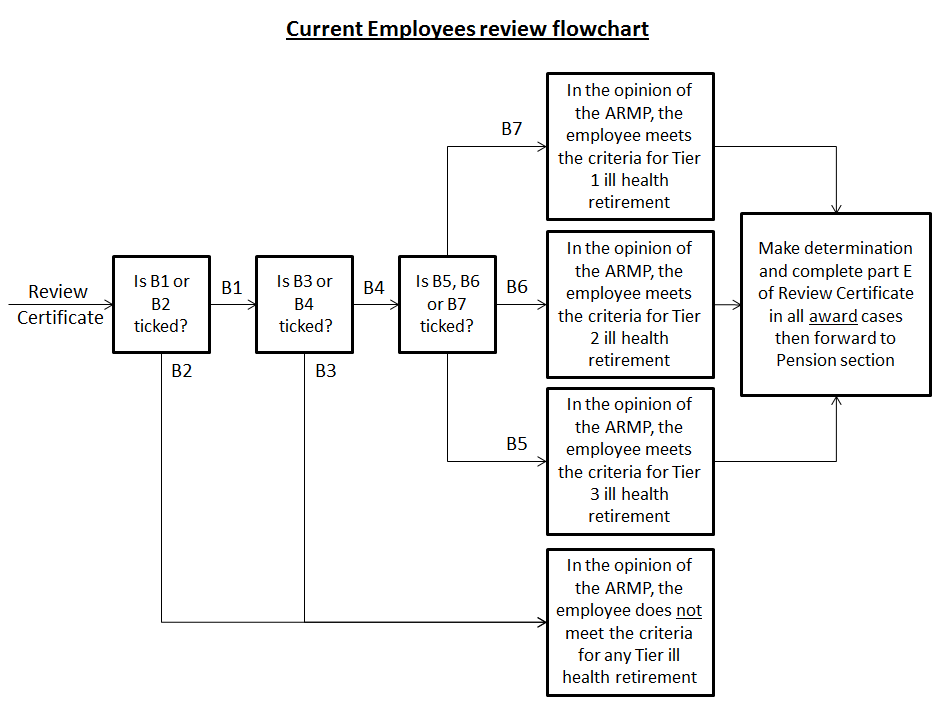 Current Employees review flowchart
Review
Certificate
Is B1 or
B2
ticked?
B1
B2
Is B3 or
B4
ticked?
B4
B3
Is B5, B6
or B7
ticked?
B7
In the opinion of
the ARMP, the
employee meets
the criteria for Tier
1 ill health
retirement
B6
In the opinion of
the ARMP, the
employee meets
the criteria for Tier
2 ill health
retirement
B5
In the opinion of
the ARMP, the
employee meets
the criteria for Tier
3 ill health
retirement
In the opinion of
the ARMP, the
employee does not
meet the criteria
for any Tier ill
health retirement
Make determination
and complete part E
of Review Certificate
in all award cases
then forward to
Pension section